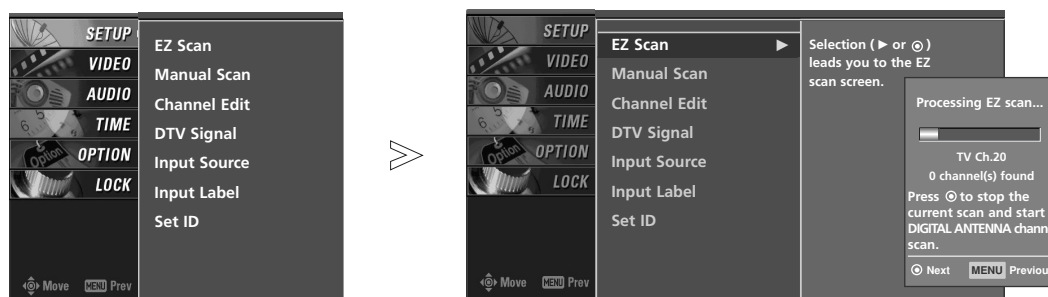 SETUP
VIDEO
AUDIO
TIME
OPTION
LOCK
EZ Scan
Manual Scan
Channel Edit
DTV Signal
Input Source
Input Label
Set ID
Move MENU Prev
SETUP
VIDEO
AUDIO
TIME
OPTION
LOCK
EZ Scan ▶
Manual Scan
Channel Edit
DTV Signal
Input Source
Input Label
Set ID
Selection ( ▶ or ◉ )
leads you to the EZ
scan screen.
Move MENU Prev
Processing EZ scan...
TV Ch.20
0 channel(s) found
Press ◉ to stop the
current scan and start
DIGITAL ANTENNA chann
scan.
◉ Next MENU Previou